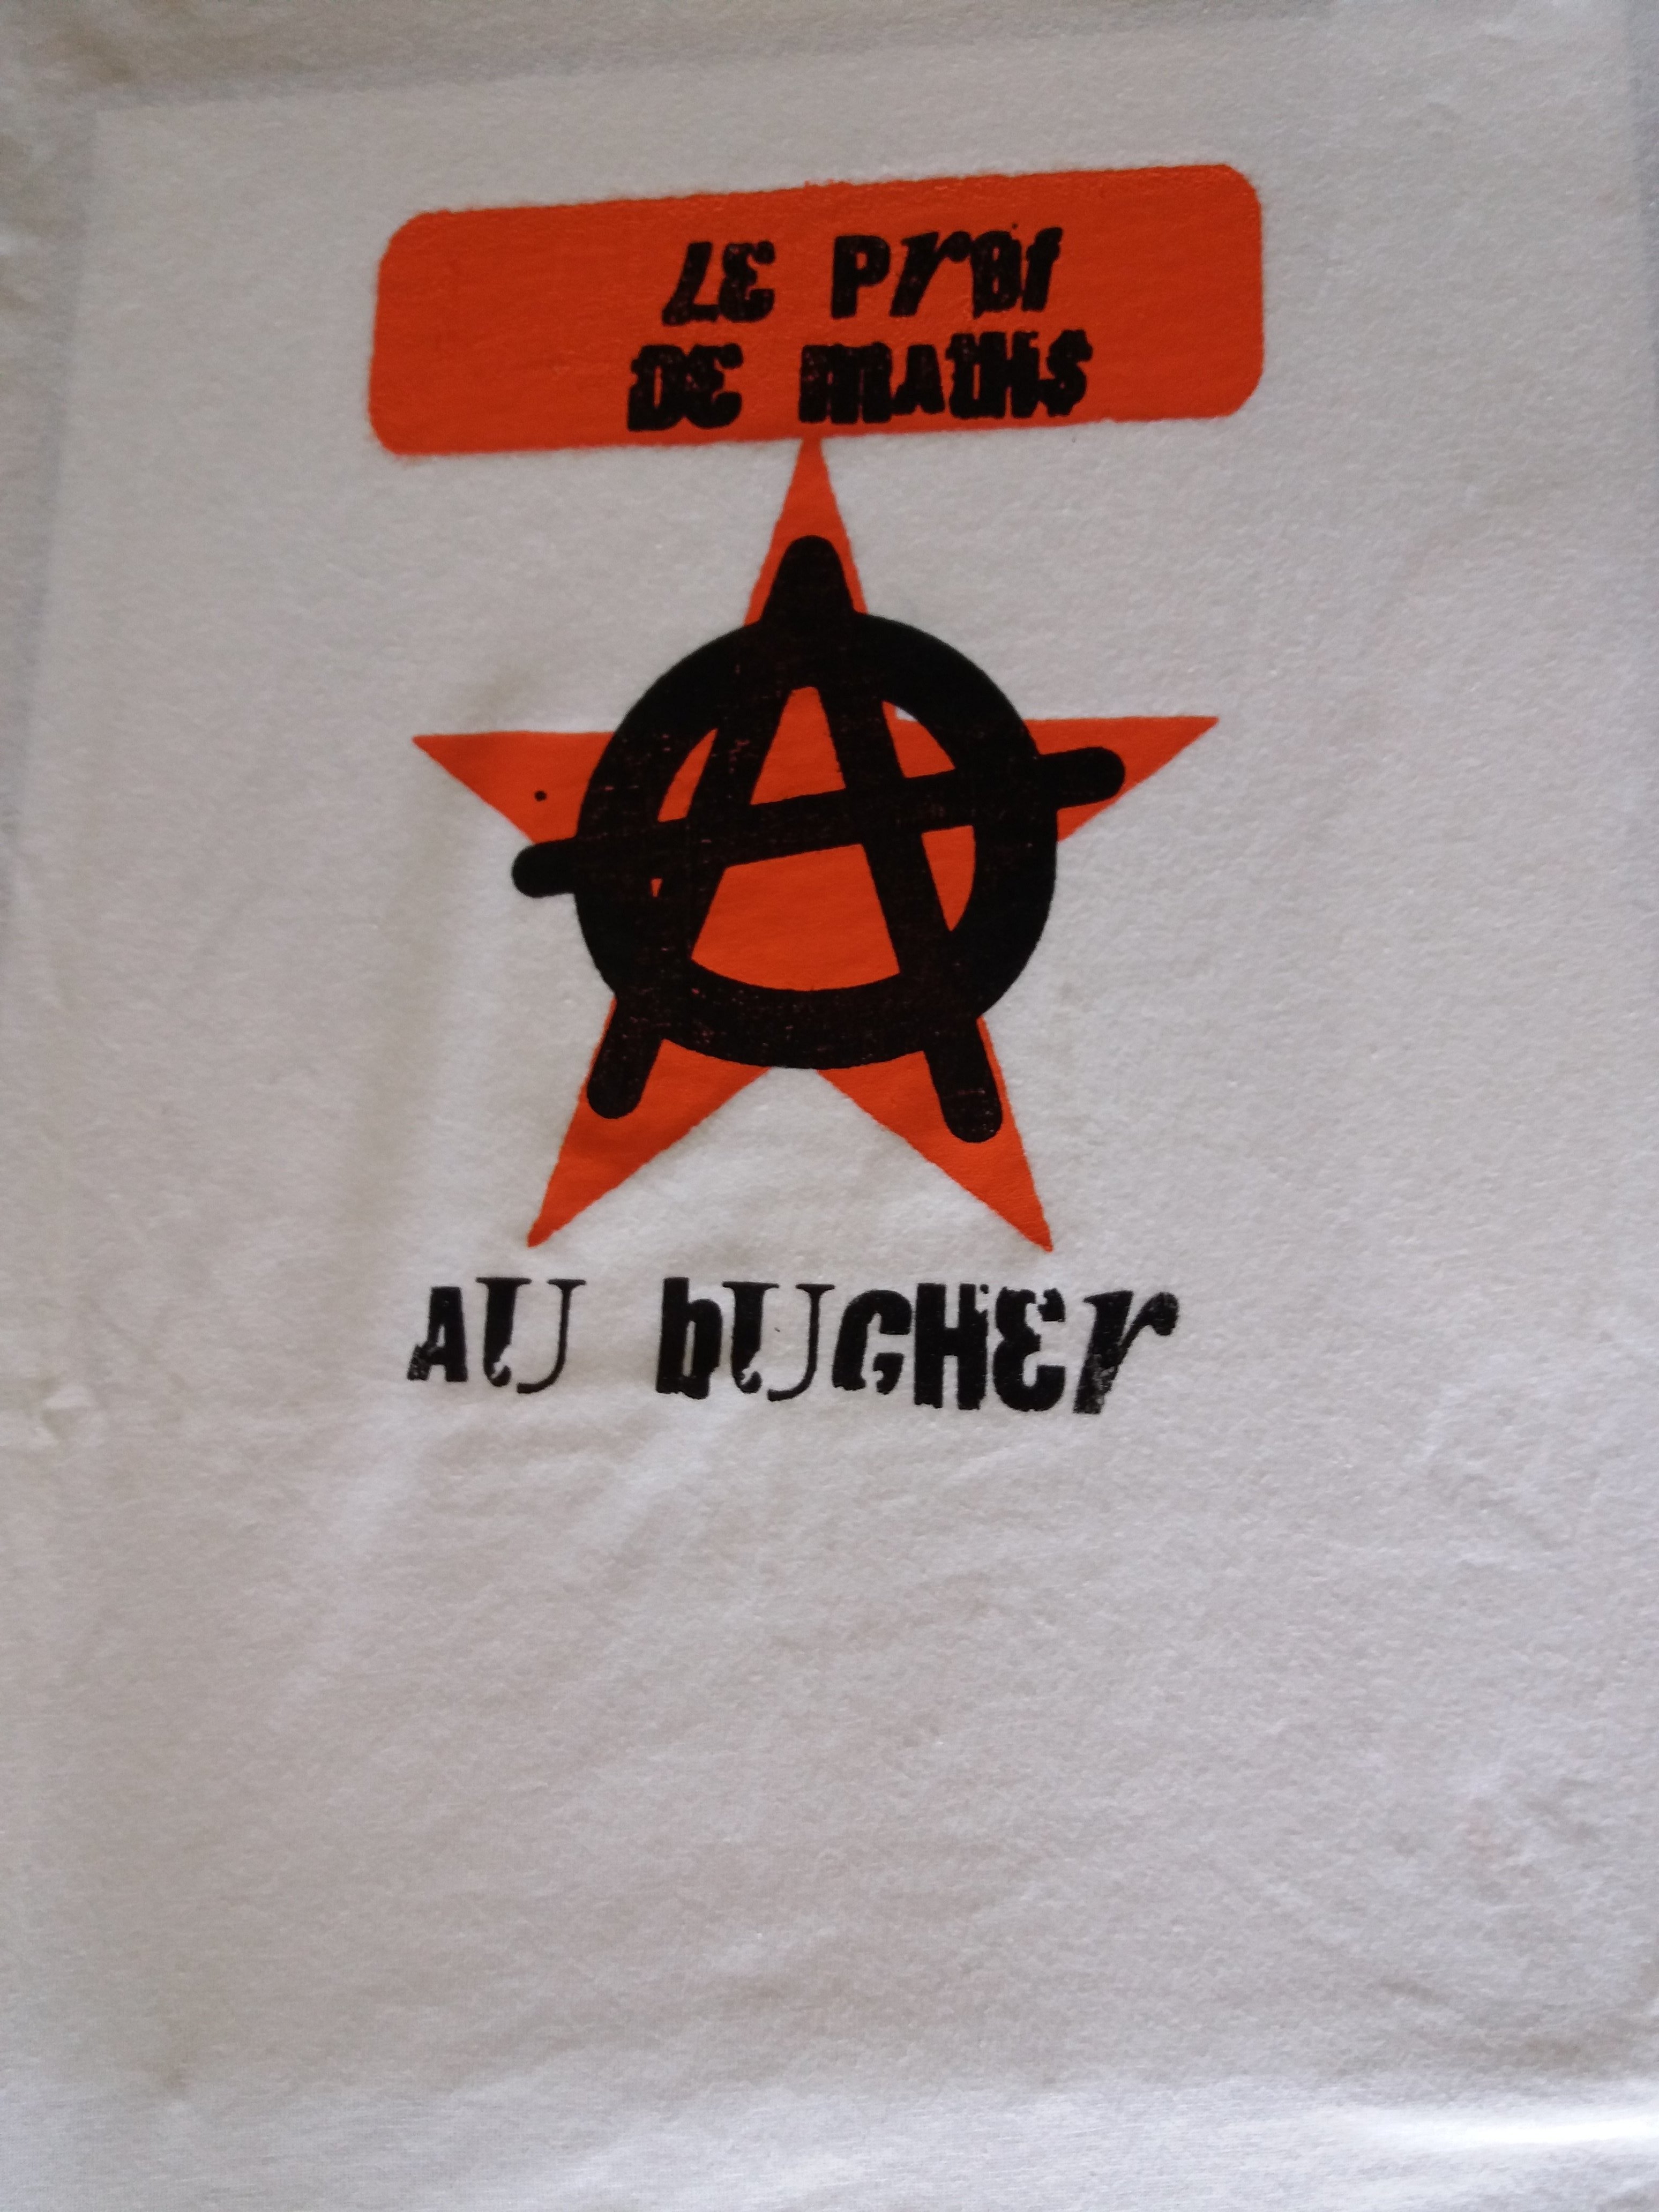 LE Prof
DE MATHS
A
AU bUCHEr